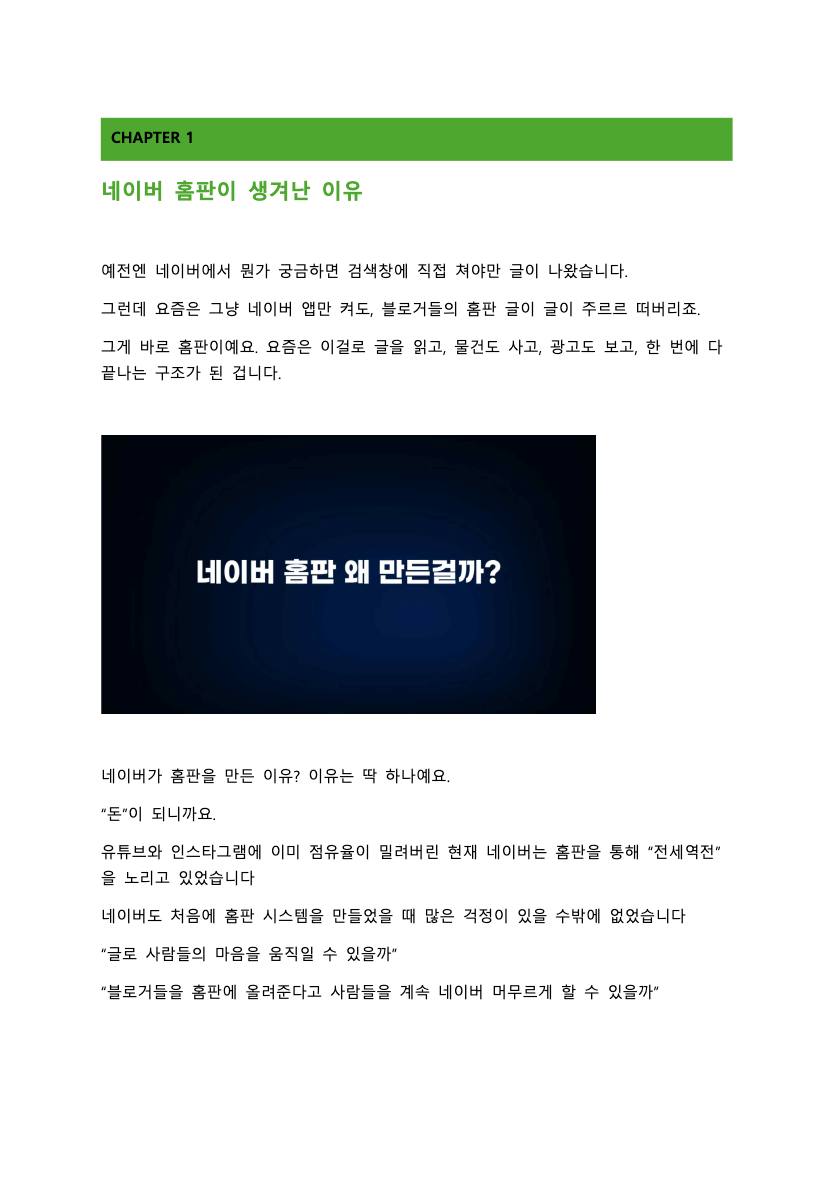 CHAPTER 1
네이버 홈판이 생겨난 이유
예전엔 네이버에서 뭔가 궁금하면 검색창에 직접 쳐야만 글이 나왔습니다.
그런데 요즘은 그냥 네이버 앱만 켜도, 블로거들의 홈판 글이 글이 주르르 떠버리죠.
그게 바로 홈판이예요. 요즘은 이걸로 글을 읽고, 물건도 사고, 광고도 보고, 한 번에 다
끝나는 구조가 된 겁니다.
네이버 홈판 왜 만든걸까?
네이버가 홈판을 만든 이유? 이유는 딱 하나예요.
“돈”이 되니까요.
유튜브와 인스타그램에 이미 점유율이 밀려버린 현재 네이버는 홈판을 통해 “전세역전”
을 노리고 있었습니다
네이버도 처음에 홈판 시스템을 만들었을 때 많은 걱정이 있을 수밖에 없었습니다
“글로 사람들의 마음을 움직일 수 있을까”
“블로거들을 홈판에 올려준다고 사람들을 계속 네이버 머무르게 할 수 있을까”